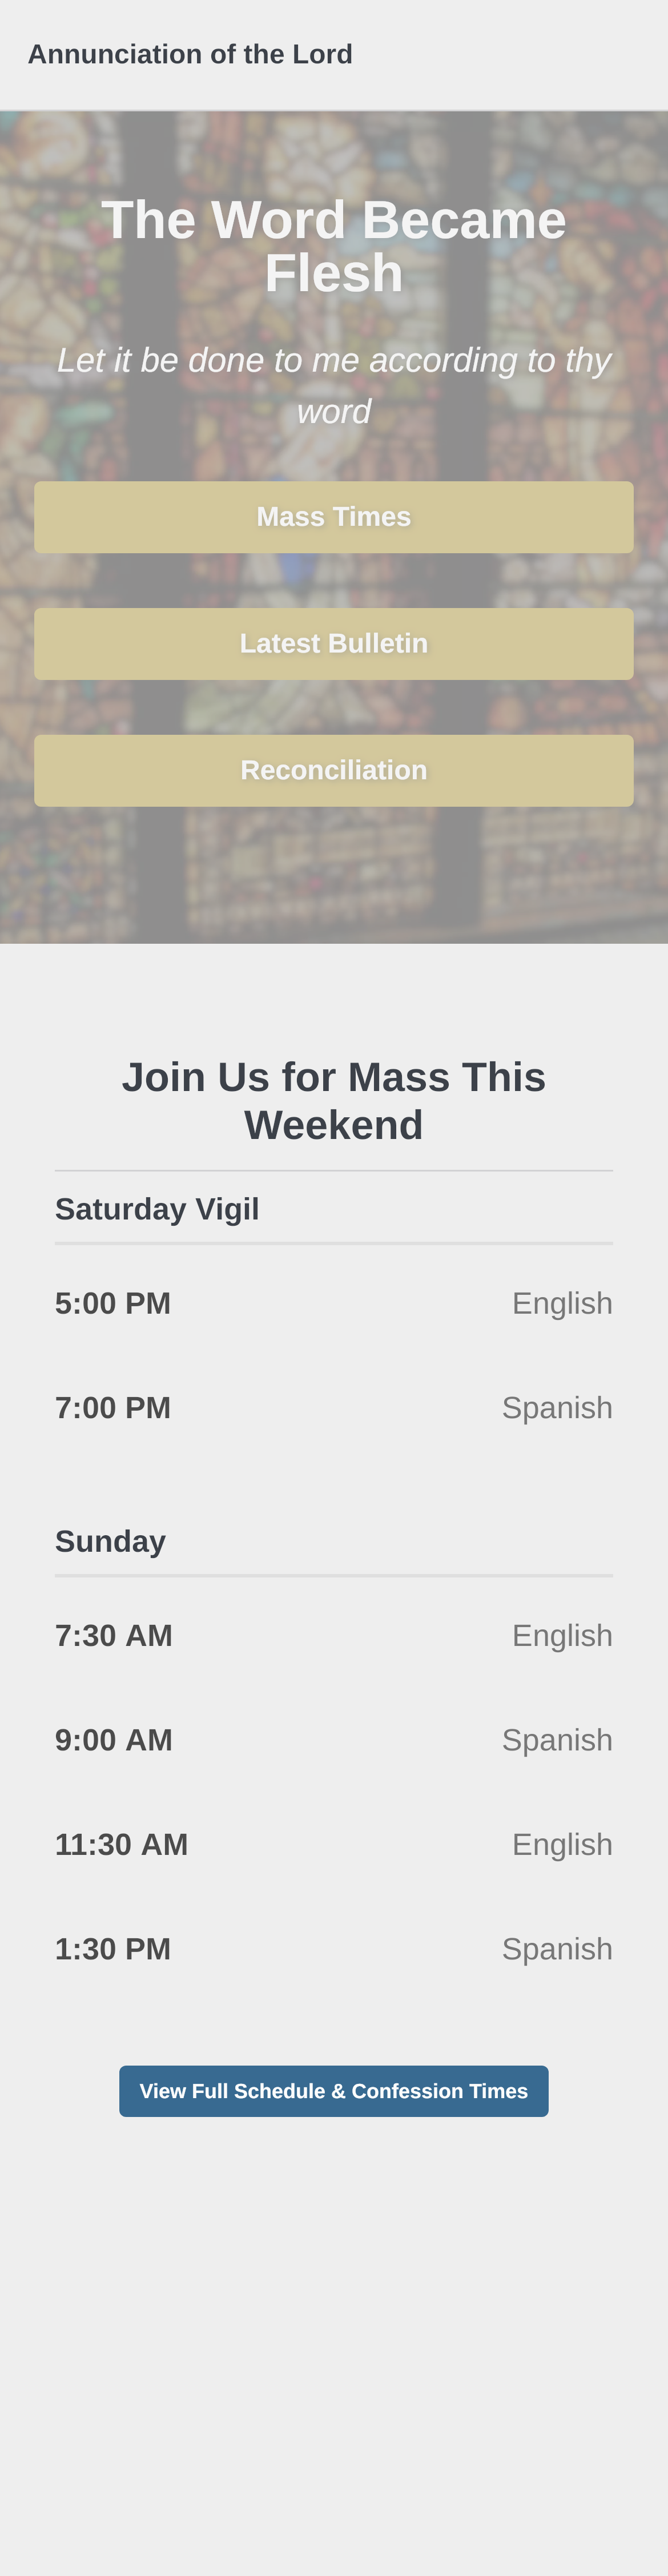 Annunciation of the Lord
The Word Became
Flesh
Let it be done to me according to thy
word
Mass Times
Latest Bulletin
Reconciliation
Join Us for Mass This
Weekend
Saturday Vigil
5:00 PM English
7:00 PM Spanish
Sunday
7:30 AM English
9:00 AM Spanish
11:30 AM English
1:30 PM Spanish
View Full Schedule & Confession Times